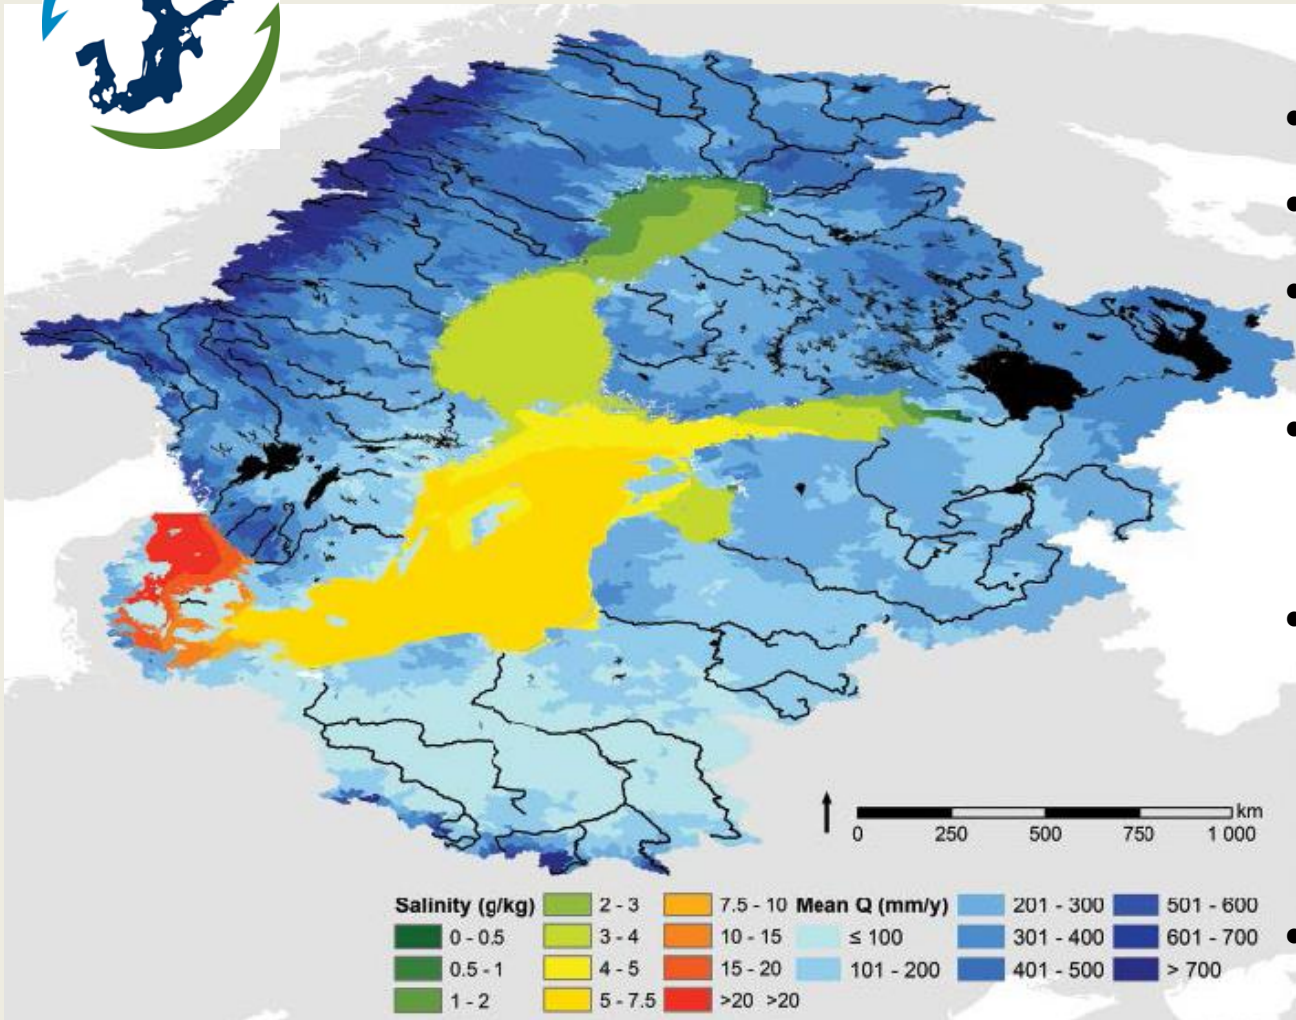 km
0 250 500 750 1 000
Salinity (g/kg)
0 - 0.5
0.5 - 1
1 - 2
2 - 3
3 - 4
4 - 5
5 - 7.5
7.5 - 10
10 - 15
15 - 20
>20 >20
Mean Q (mm/y)
≤ 100
101 - 200
201 - 300
301 - 400
401 - 500
501 - 600
601 - 700
> 700